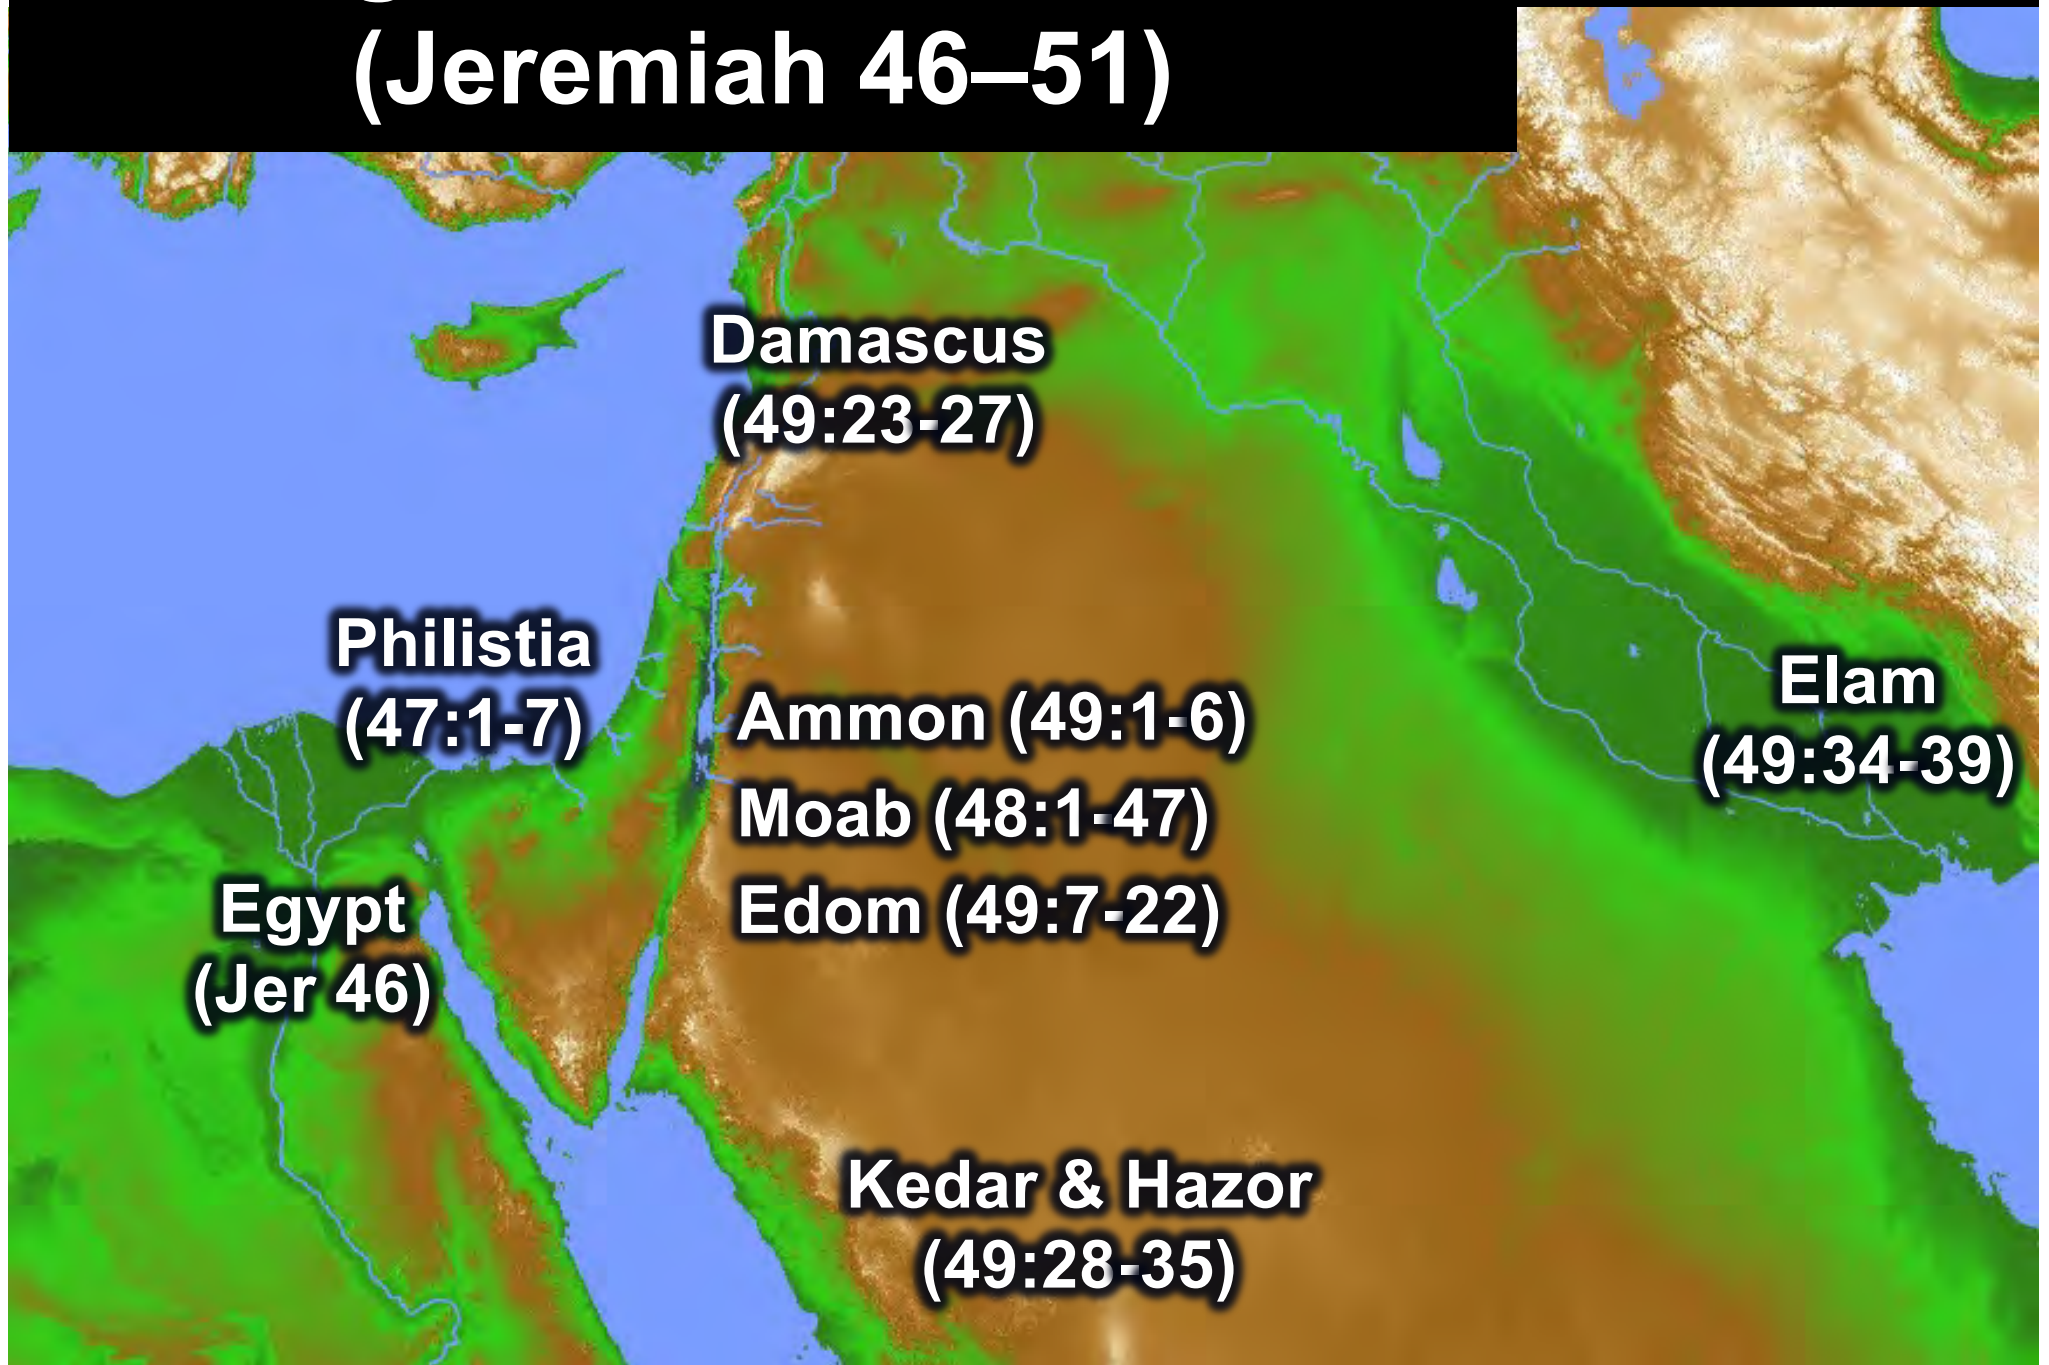 (Jeremiah 46–51)
Damascus
(49:23-27)
Philistia
(47:1-7)
Ammon (49:1-6)
Moab (48:1-47)
Edom (49:7-22)
Elam
(49:34-39)
Egypt
(Jer 46)
Kedar & Hazor
(49:28-35)